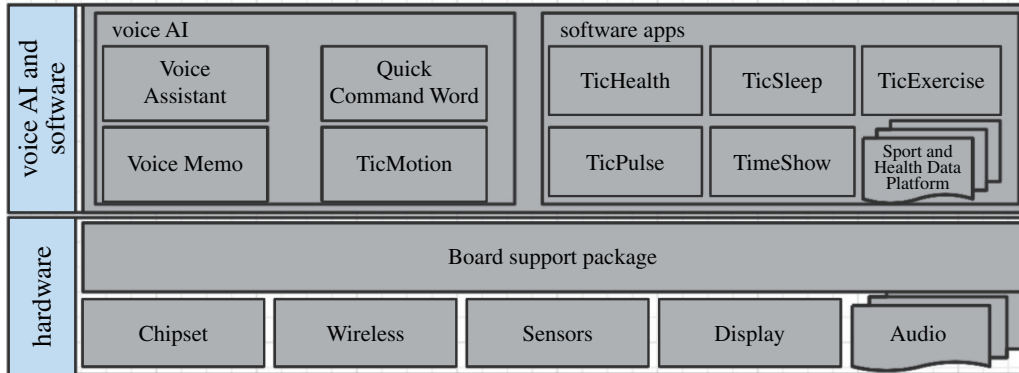 voice AI and
software
voice AI
Voice
Assistant
Quick
Command Word
Voice Memo
TicMotion
software apps
TicHealth
TicSleep
TicExercise
TicPulse
TimeShow
Sport and
Health Data
Platform
hardware
Board support package
Chipset
Wireless
Sensors
Display
Audio